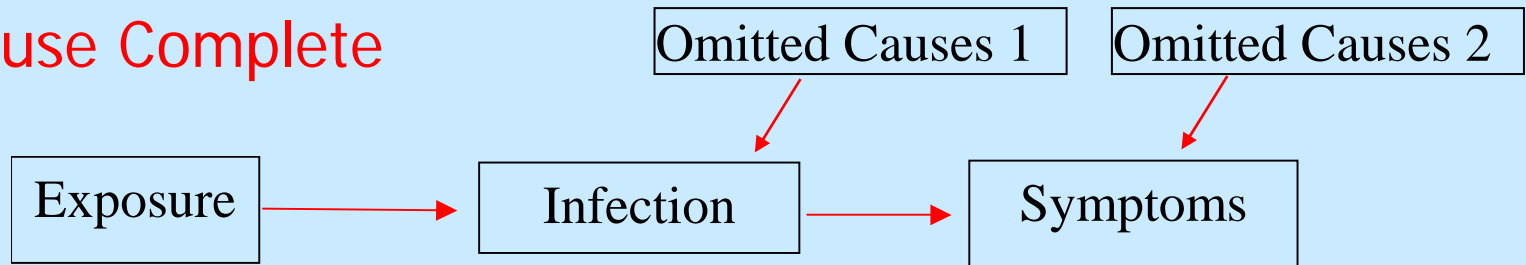 use Complete
Omitted Causes 1
Omitted Causes 2
Exposure
Infection
Symptoms